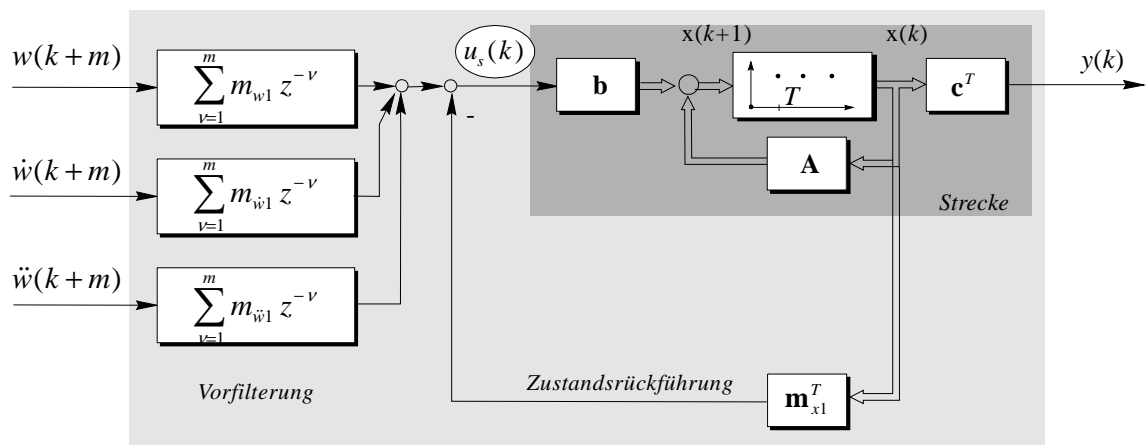 w(k+m)
∑_{ν=1}^{m} m_{w1} z^{-ν}
u_s(k)
-
ẇ(k+m)
∑_{ν=1}^{m} m_{ẇ1} z^{-ν}
ẅ(k+m)
∑_{ν=1}^{m} m_{ẅ1} z^{-ν}
b
x(k+1)
T
x(k)
c^T
y(k)
A
Strecke
Vorfilterung
Zustandsrückführung
m_{x1}^T